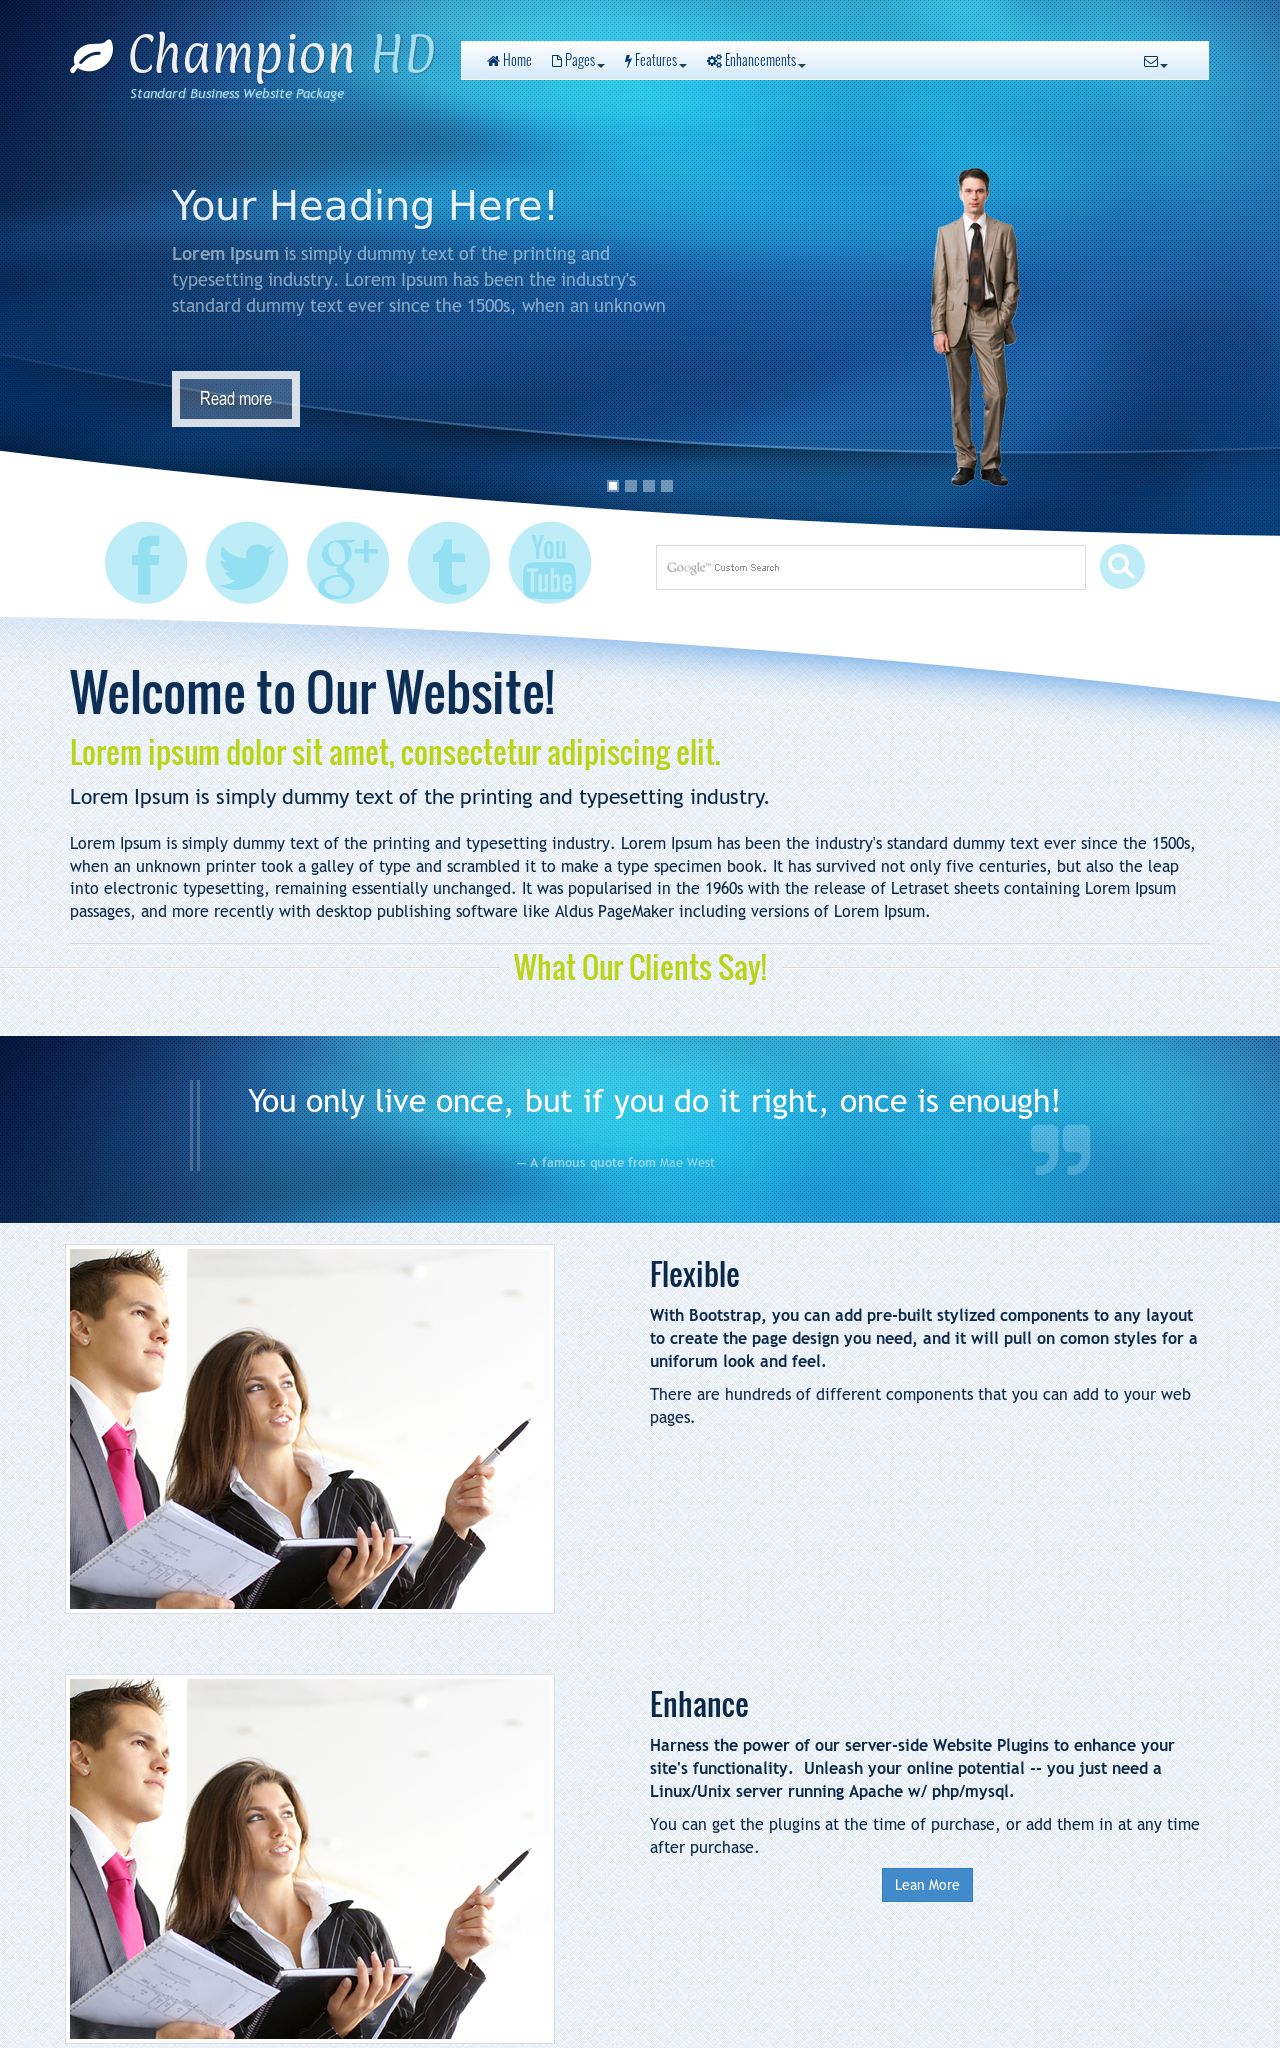 Champion HD
Standard Business Website Package
Home Pages Features Enhancements
Your Heading Here!
Lorem Ipsum is simply dummy text of the printing and
typesetting industry. Lorem Ipsum has been the industry's
standard dummy text ever since the 1500s, when an unknown
Read more
f g+ t You Tube
Google™ Custom Search
Welcome to Our Website!
Lorem ipsum dolor sit amet, consectetur adipiscing elit.
Lorem Ipsum is simply dummy text of the printing and typesetting industry.
Lorem Ipsum is simply dummy text of the printing and typesetting industry. Lorem Ipsum has been the industry's standard dummy text ever since the 1500s,
when an unknown printer took a galley of type and scrambled it to make a type specimen book. It has survived not only five centuries, but also the leap
into electronic typesetting, remaining essentially unchanged. It was popularised in the 1960s with the release of Letraset sheets containing Lorem Ipsum
passages, and more recently with desktop publishing software like Aldus PageMaker including versions of Lorem Ipsum.
What Our Clients Say!
You only live once, but if you do it right, once is enough!
— A famous quote from Mae West
Flexible
With Bootstrap, you can add pre-built stylized components to any layout
to create the page design you need, and it will pull on comon styles for a
uniforum look and feel.
There are hundreds of different components that you can add to your web
pages.
Enhance
Harness the power of our server-side Website Plugins to enhance your
site's functionality.  Unleash your online potential -- you just need a
Linux/Unix server running Apache w/ php/mysql.
You can get the plugins at the time of purchase, or add them in at any time
after purchase.
Lean More